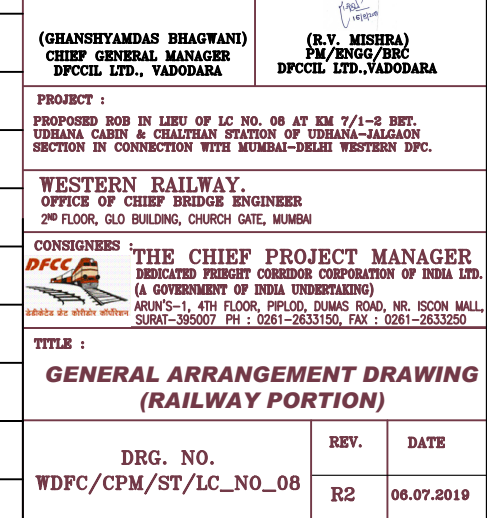 (GHANSHYAMDAS BHAGWANI)
CHIEF GENERAL MANAGER
DFCCIL LTD., VADODARA
(R.V. MISHRA)
PM/ENGG/BRC
DFCCIL LTD.,VADODARA
PROJECT :
PROPOSED ROB IN LIEU OF LC NO. 08 AT KM 7/1-2 BET.
UDHANA CABIN & CHALTHAN STATION OF UDHANA-JALGAON
SECTION IN CONNECTION WITH MUMBAI-DELHI WESTERN DFC.
WESTERN RAILWAY.
OFFICE OF CHIEF BRIDGE ENGINEER
2ND FLOOR, GLO BUILDING, CHURCH GATE, MUMBAI
CONSIGNEES :
DFCC
डेडीकेटेड फ्रेट कोरीडोर कॉर्पोरेशन
THE CHIEF PROJECT MANAGER
DEDICATED FRIEGHT CORRIDOR CORPORATION OF INDIA LTD.
(A GOVERNMENT OF INDIA UNDERTAKING)
ARUN'S-1, 4TH FLOOR, PIPLOD, DUMAS ROAD, NR. ISCON MALL,
SURAT-395007 PH : 0261-2633150, FAX : 0261-2633250
TITLE :
GENERAL ARRANGEMENT DRAWING
(RAILWAY PORTION)
DRG. NO.
WDFC/CPM/ST/LC_NO_08
REV.
R2
DATE
06.07.2019